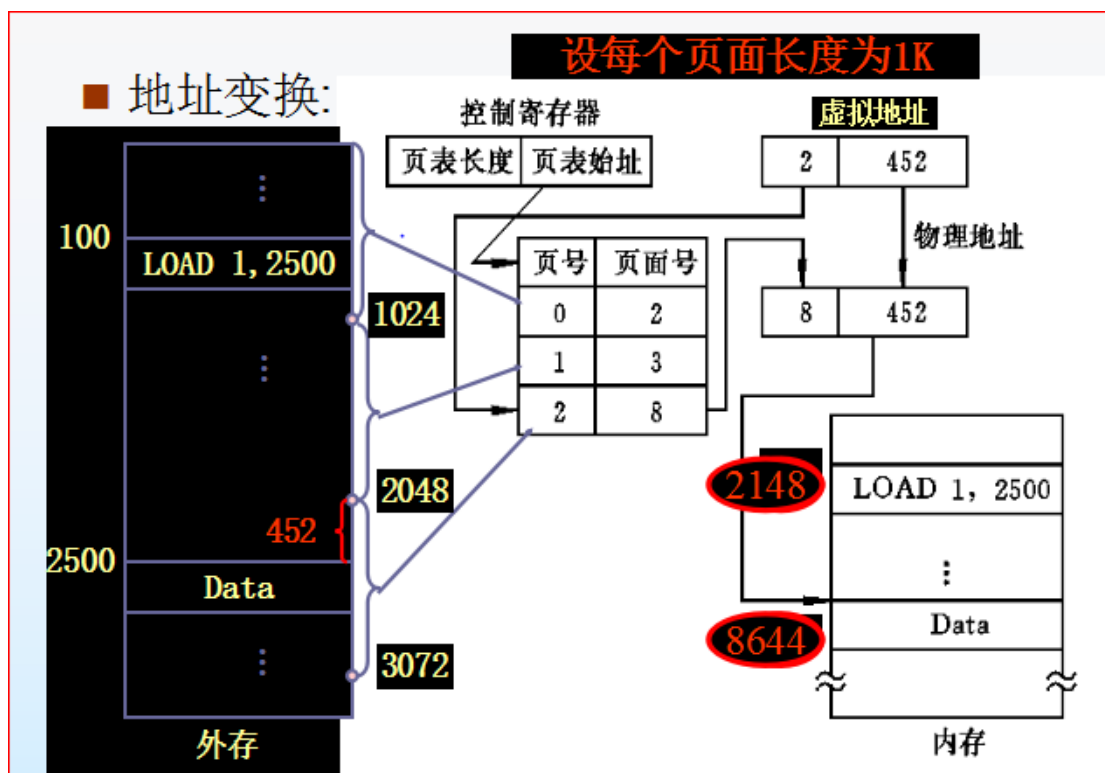 设每个页面长度为1K
地址变换:
控制寄存器
页表长度 页表始址
虚拟地址
2 452
物理地址
8 452
页号 页面号
0 2
1 3
2 8
⋮
100
LOAD 1,2500
1024
⋮
2048
452
2500
Data
⋮
3072
外存
2148
LOAD 1, 2500
⋮
8644
Data
内存